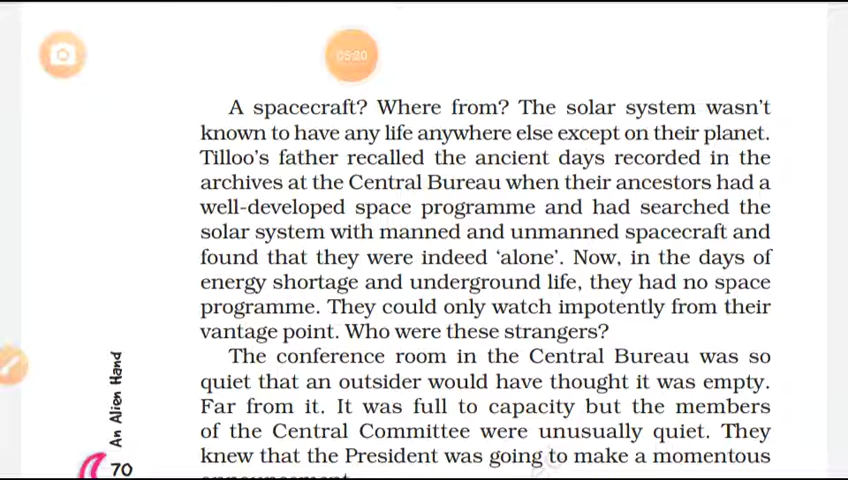 05:20
A spacecraft? Where from? The solar system wasn't
known to have any life anywhere else except on their planet.
Tilloo's father recalled the ancient days recorded in the
archives at the Central Bureau when their ancestors had a
well-developed space programme and had searched the
solar system with manned and unmanned spacecraft and
found that they were indeed 'alone'. Now, in the days of
energy shortage and underground life, they had no space
programme. They could only watch impotently from their
vantage point. Who were these strangers?
The conference room in the Central Bureau was so
quiet that an outsider would have thought it was empty.
Far from it. It was full to capacity but the members
of the Central Committee were unusually quiet. They
knew that the President was going to make a momentous
An Alien Hand
70